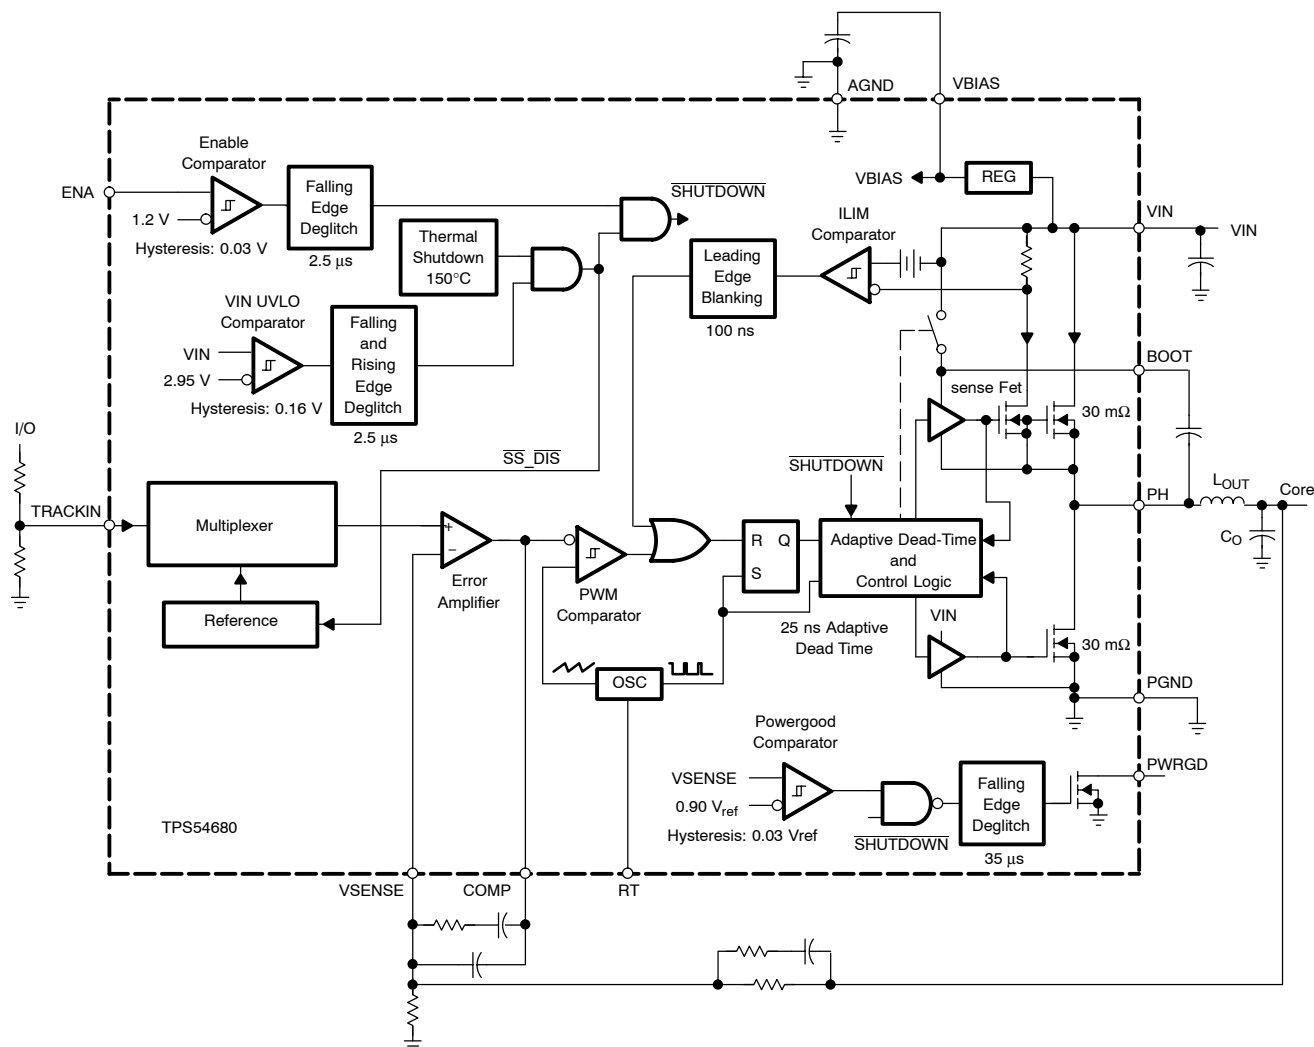 AGND
VBIAS
Enable
Comparator
ENA
1.2 V
Hysteresis: 0.03 V
Falling
Edge
Deglitch
2.5 µs
SHUTDOWN
Thermal
Shutdown
150°C
VIN UVLO
Comparator
VIN
2.95 V
Hysteresis: 0.16 V
Falling
and
Rising
Edge
Deglitch
2.5 µs
VBIAS
REG
ILIM
Comparator
Leading
Edge
Blanking
100 ns
VIN
VIN
BOOT
sense Fet
30 mΩ
I/O
TRACKIN
Multiplexer
Reference
SS_DIS
+
−
Error
Amplifier
PWM
Comparator
OSC
R Q
S
SHUTDOWN
Adaptive Dead-Time
and
Control Logic
25 ns Adaptive
Dead Time
VIN
30 mΩ
PH
LOUT
Core
CO
PGND
Powergood
Comparator
VSENSE
0.90 Vref
Hysteresis: 0.03 Vref
SHUTDOWN
Falling
Edge
Deglitch
35 µs
PWRGD
TPS54680
VSENSE
COMP
RT